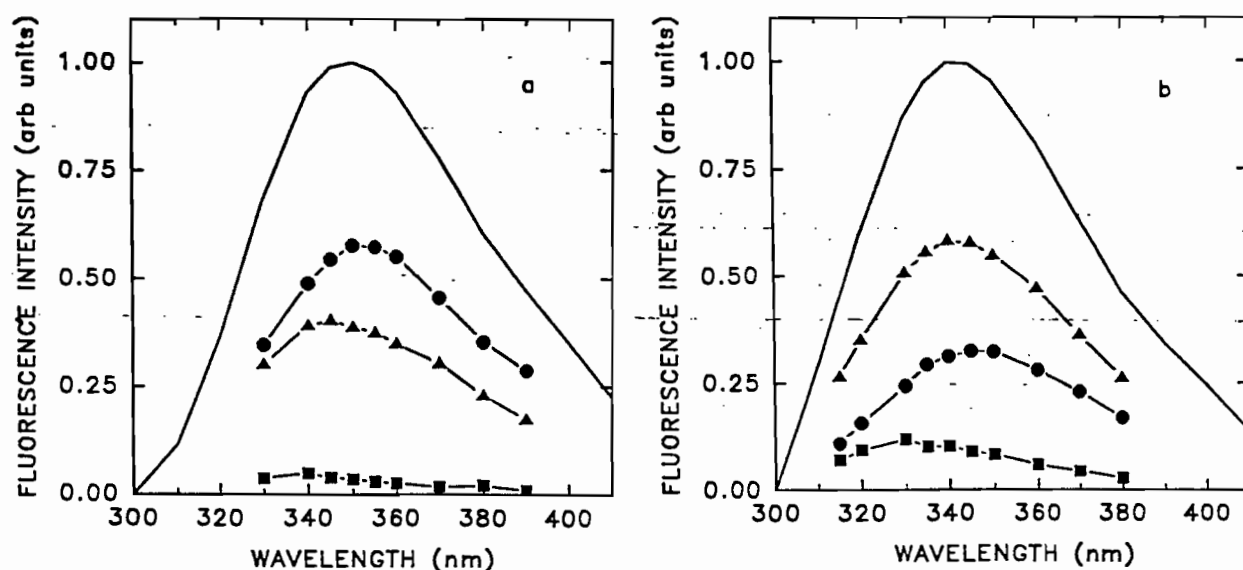 FLUORESCENCE INTENSITY (arb units)
1.00
0.75
0.50
0.25
0.00
300 320 340 360 380 400
WAVELENGTH (nm)
a
FLUORESCENCE INTENSITY (arb units)
1.00
0.75
0.50
0.25
0.00
300 320 340 360 380 400
WAVELENGTH (nm)
b